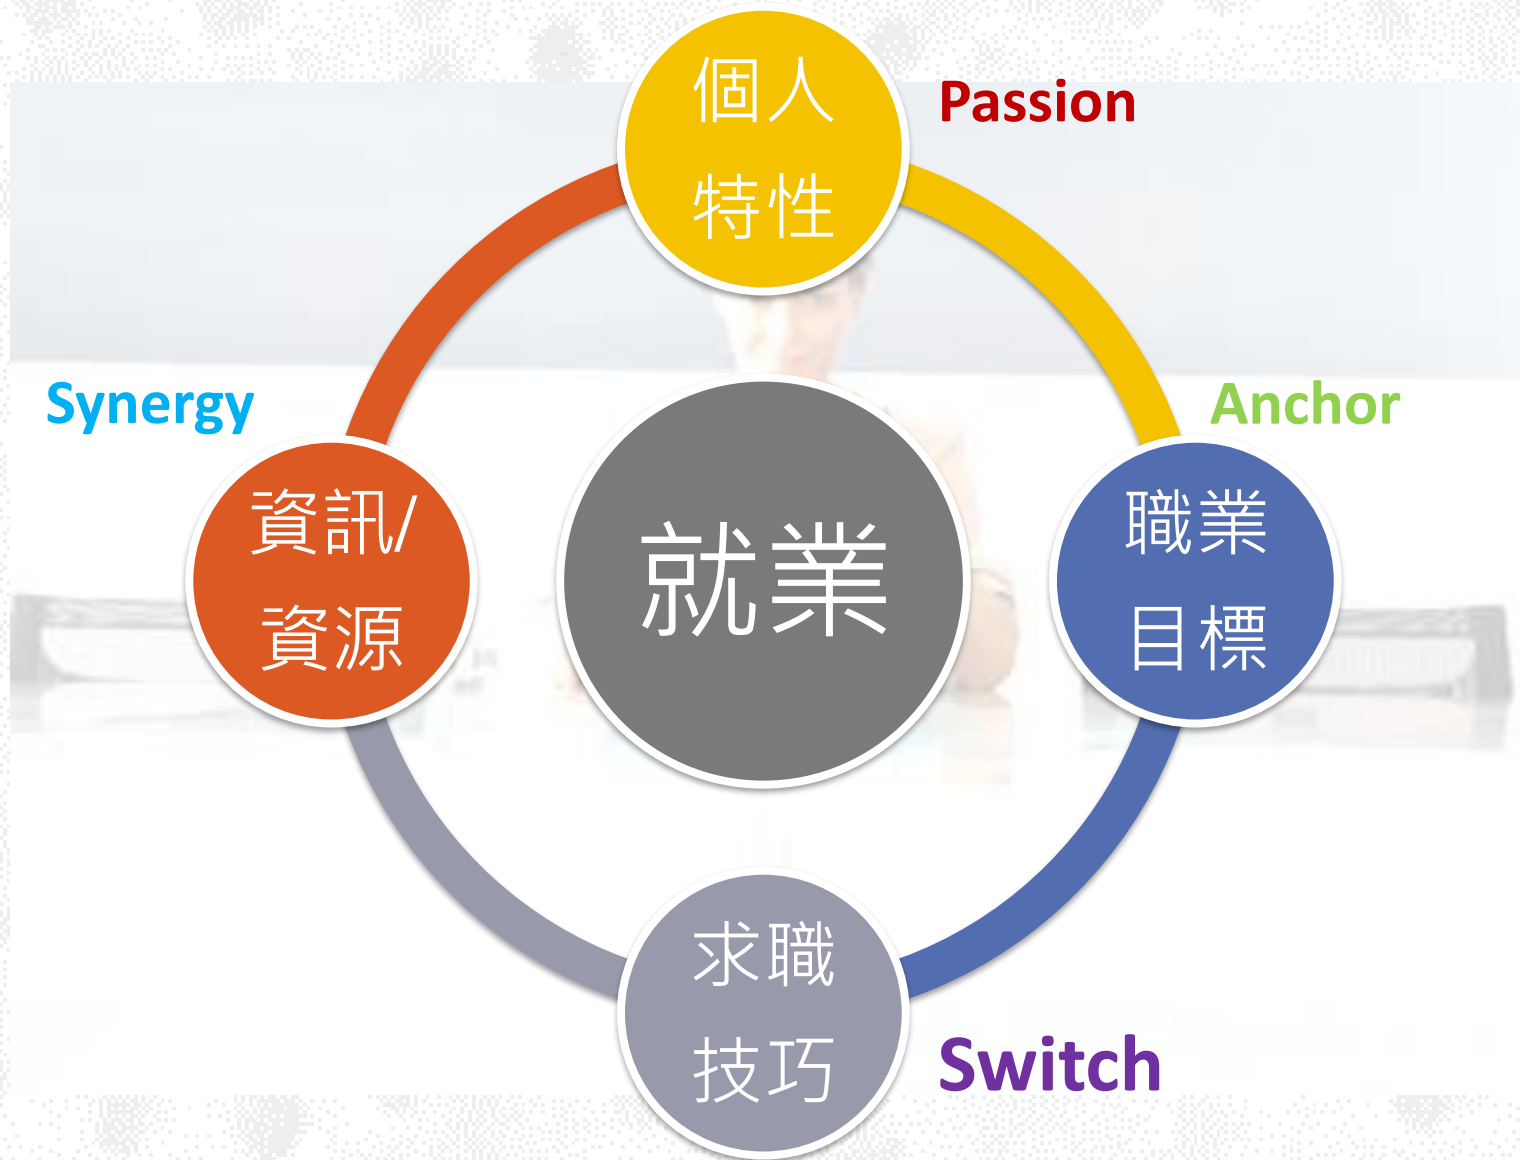 個人
特性
Passion
Synergy
Anchor
資訊/
資源
就業
職業
目標
求職
技巧
Switch